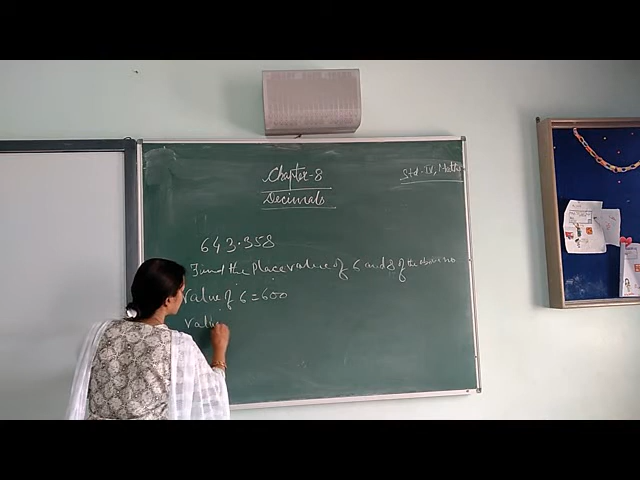 Chapter-8
Std-IV, Maths
Decimals
643.358
Find the place value of 6 and 8 of the above no
Value of 6 = 600
Valu